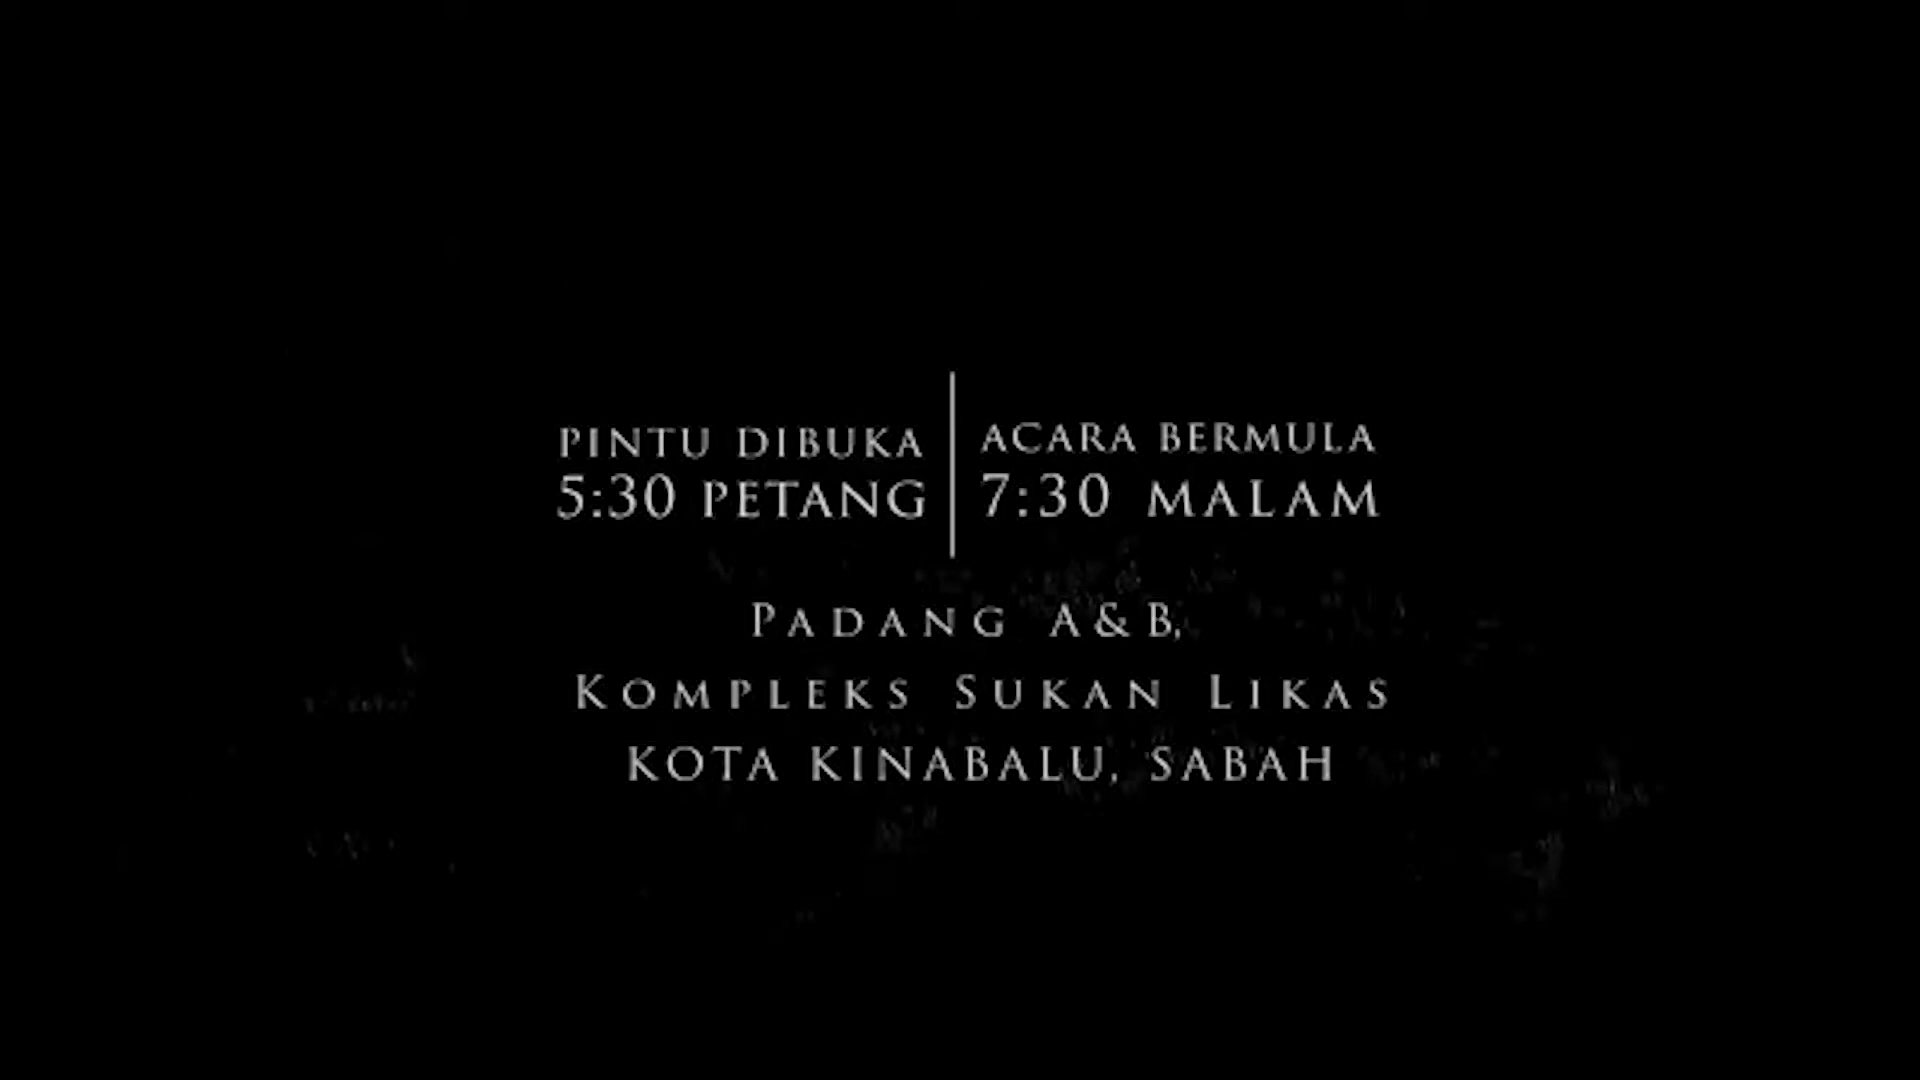 PINTU DIBUKA
5:30 PETANG
ACARA BERMULA
7:30 MALAM
PADANG A&B,
KOMPLEKS SUKAN LIKAS
KOTA KINABALU, SABAH